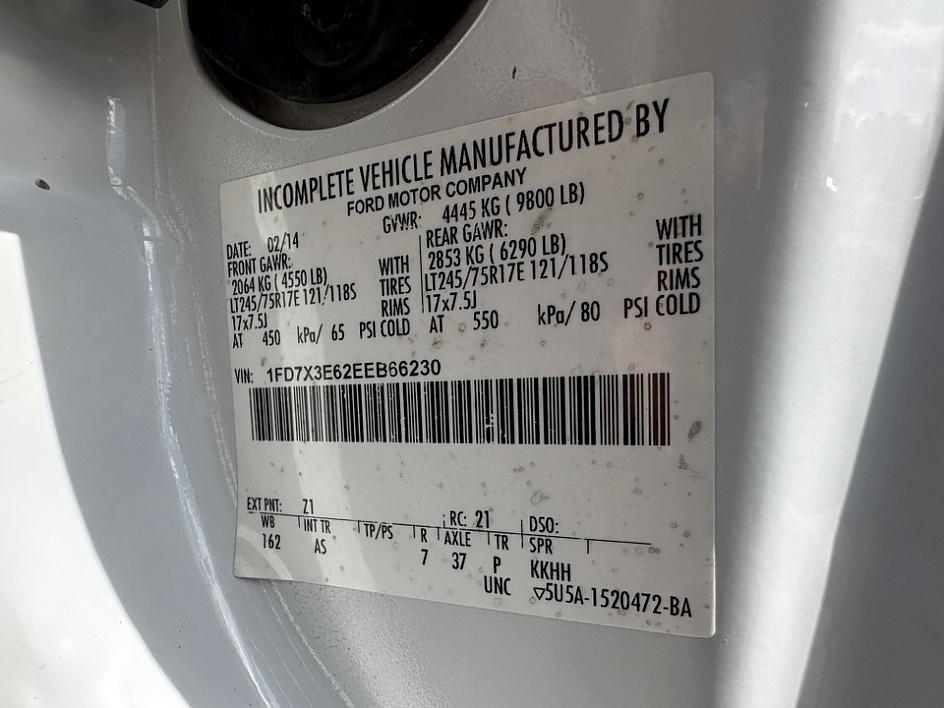 INCOMPLETE VEHICLE MANUFACTURED BY
FORD MOTOR COMPANY
DATE: 02/14 GVWR: 4445 KG ( 9800 LB)
FRONT GAWR: REAR GAWR:
2064 KG ( 4550 LB) WITH 2853 KG ( 6290 LB) WITH
LT245/75R17E 121/118S TIRES LT245/75R17E 121/118S TIRES
17x7.5J RIMS 17x7.5J RIMS
AT 450 kPa/ 65 PSI COLD AT 550 kPa/ 80 PSI COLD
VIN: 1FD7X3E62EEB66230
EXT PNT: Z1 RC: 21 DSO:
WB INT TR TP/PS R AXLE TR SPR
162 AS 7 37 P KKHH
UNC ▽5U5A-1520472-BA